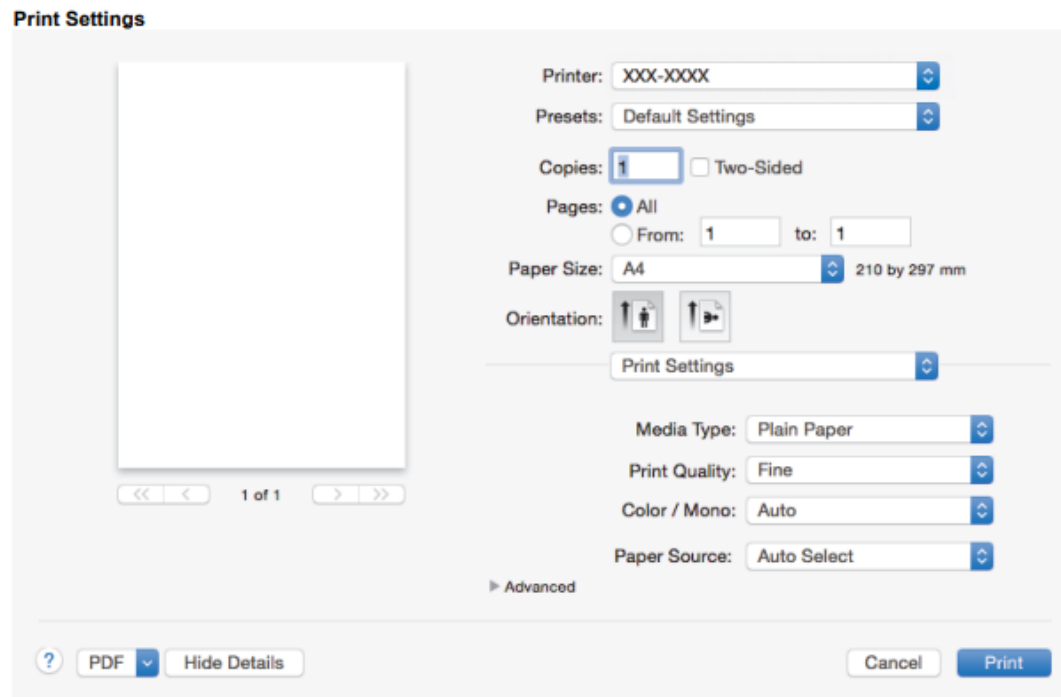 Print Settings
Printer: XXX-XXXX
Presets: Default Settings
Copies: 1 Two-Sided
Pages: All
From: 1 to: 1
Paper Size: A4 210 by 297 mm
Orientation:
Print Settings
Media Type: Plain Paper
Print Quality: Fine
1 of 1
Color / Mono: Auto
Paper Source: Auto Select
Advanced
? PDF Hide Details Cancel Print